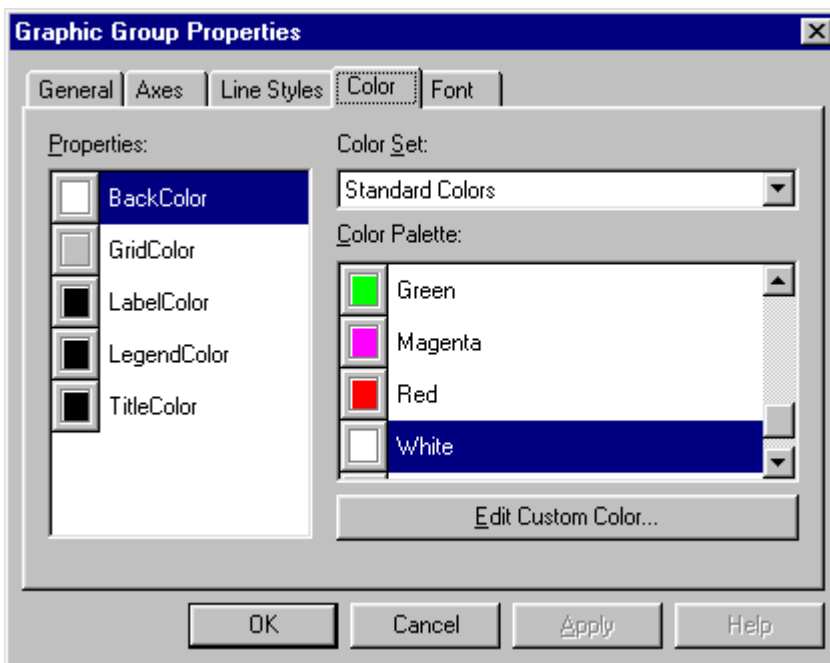 Graphic Group Properties
General Axes Line Styles Color Font
Properties:
BackColor
GridColor
LabelColor
LegendColor
TitleColor
Color Set:
Standard Colors
Color Palette:
Green
Magenta
Red
White
Edit Custom Color...
OK Cancel Apply Help